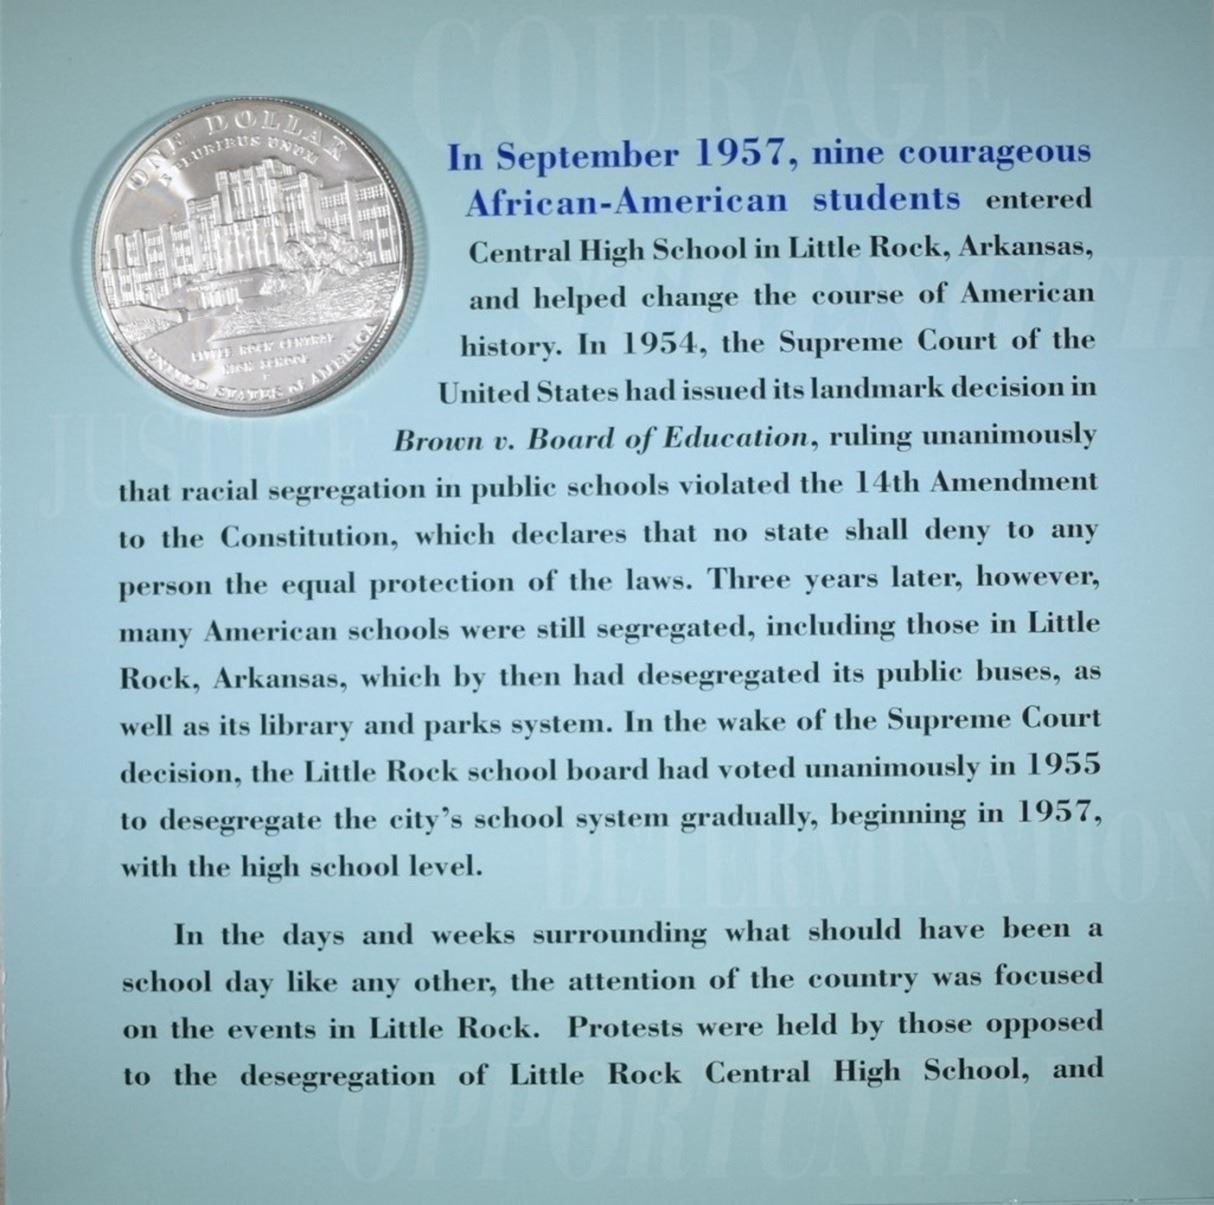 COURAGE
ONE DOLLAR
E PLURIBUS UNUM
LITTLE ROCK CENTRAL
HIGH SCHOOL
P
UNITED STATES of AMERICA
In September 1957, nine courageous
African-American students entered
Central High School in Little Rock, Arkansas,
and helped change the course of American
history. In 1954, the Supreme Court of the
United States had issued its landmark decision in
Brown v. Board of Education, ruling unanimously
JUSTICE
that racial segregation in public schools violated the 14th Amendment
to the Constitution, which declares that no state shall deny to any
person the equal protection of the laws. Three years later, however,
many American schools were still segregated, including those in Little
Rock, Arkansas, which by then had desegregated its public buses, as
well as its library and parks system. In the wake of the Supreme Court
decision, the Little Rock school board had voted unanimously in 1955
to desegregate the city's school system gradually, beginning in 1957,
with the high school level.
DETERMINATION
In the days and weeks surrounding what should have been a
school day like any other, the attention of the country was focused
on the events in Little Rock. Protests were held by those opposed
to the desegregation of Little Rock Central High School, and
OPPORTUNITY